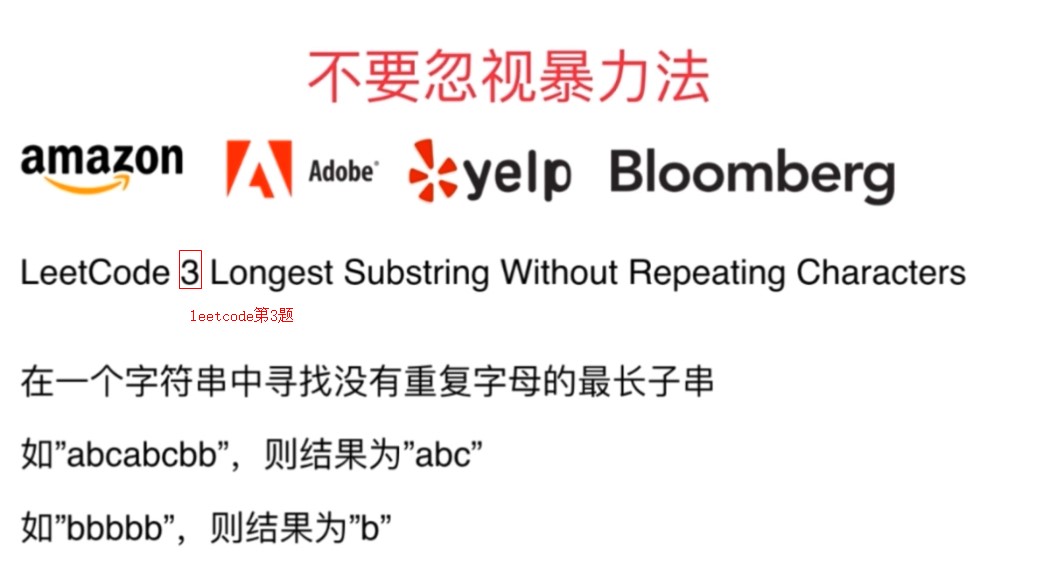 不要忽视暴力法
amazon Adobe® yelp Bloomberg
LeetCode 3 Longest Substring Without Repeating Characters
leetcode第3题
在一个字符串中寻找没有重复字母的最长子串
如”abcabcbb”，则结果为”abc”
如”bbbbb”，则结果为”b”